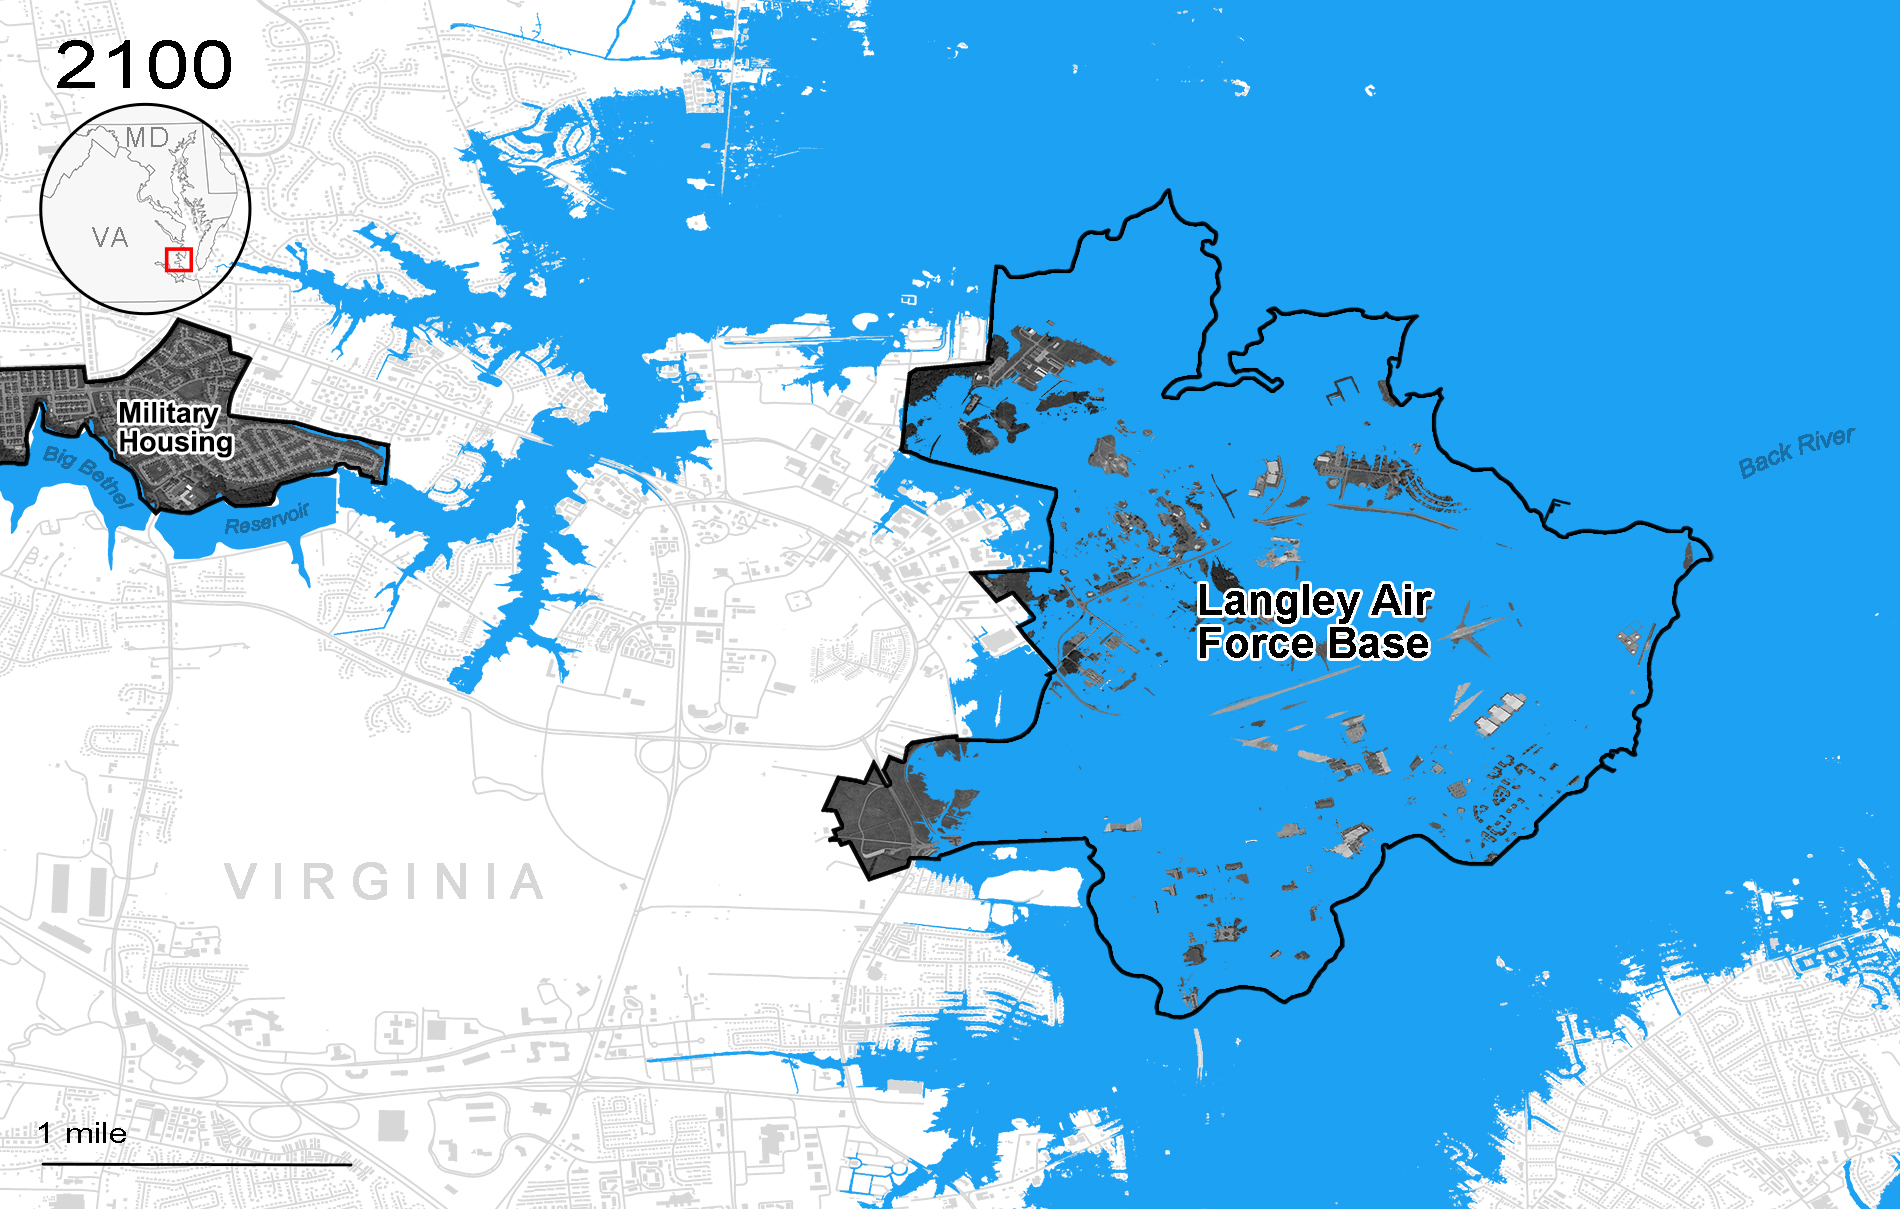 2100
MD
VA
Military
Housing
Big Bethel
Reservoir
Back River
Langley Air
Force Base
VIRGINIA
1 mile